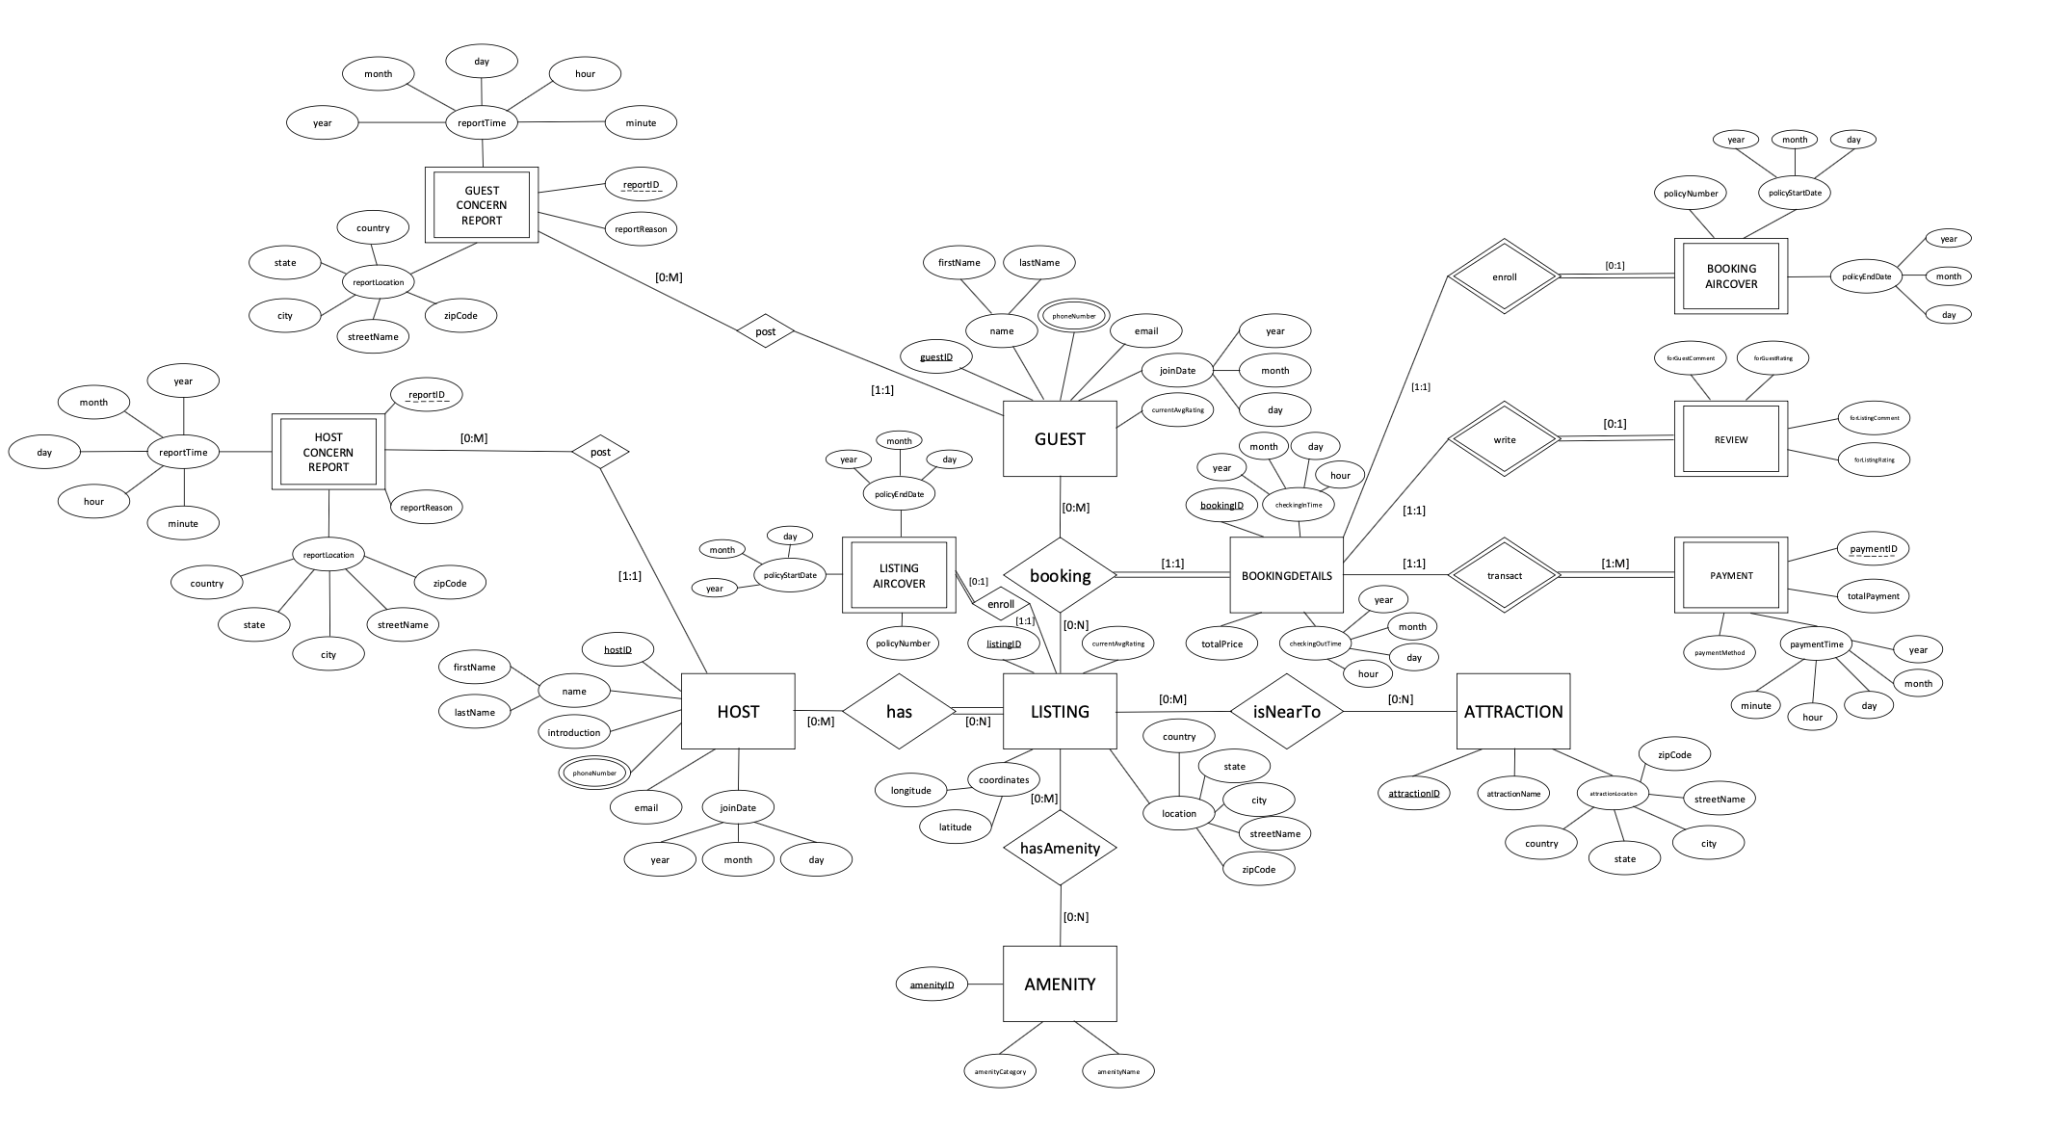 day
month
hour
year
reportTime
minute
GUEST
CONCERN
REPORT
reportID
reportReason
country
state
reportLocation
city
zipCode
streetName
[0:M]
post
[1:1]
firstName
lastName
name
phoneNumber
email
guestID
joinDate
year
month
day
currentAvgRating
GUEST
year
month
day
policyNumber
policyStartDate
enroll
[0:1]
BOOKING
AIRCOVER
policyEndDate
year
month
day
[1:1]
forGuestComment
forGuestRating
write
[0:1]
REVIEW
forListingComment
forListingRating
[1:1]
year
month
day
reportTime
hour
minute
HOST
CONCERN
REPORT
reportID
reportReason
[0:M]
post
[1:1]
reportLocation
country
state
city
streetName
zipCode
month
year
day
policyEndDate
day
month
year
policyStartDate
LISTING
AIRCOVER
policyNumber
[0:1]
enroll
[1:1]
[0:M]
booking
[0:N]
[1:1]
month
day
year
hour
bookingID
checkingInTime
BOOKINGDETAILS
totalPrice
checkingOutTime
year
month
day
hour
[1:1]
transact
[1:M]
PAYMENT
paymentID
totalPayment
paymentMethod
paymentTime
year
month
day
hour
minute
hostID
firstName
name
lastName
introduction
phoneNumber
email
joinDate
year
month
day
HOST
[0:M]
has
[0:N]
listingID
currentAvgRating
LISTING
coordinates
longitude
latitude
[0:M]
isNearTo
[0:N]
ATTRACTION
country
state
city
location
streetName
zipCode
attractionID
attractionName
attractionLocation
zipCode
streetName
city
state
country
[0:M]
hasAmenity
[0:N]
amenityID
AMENITY
amenityCategory
amenityName